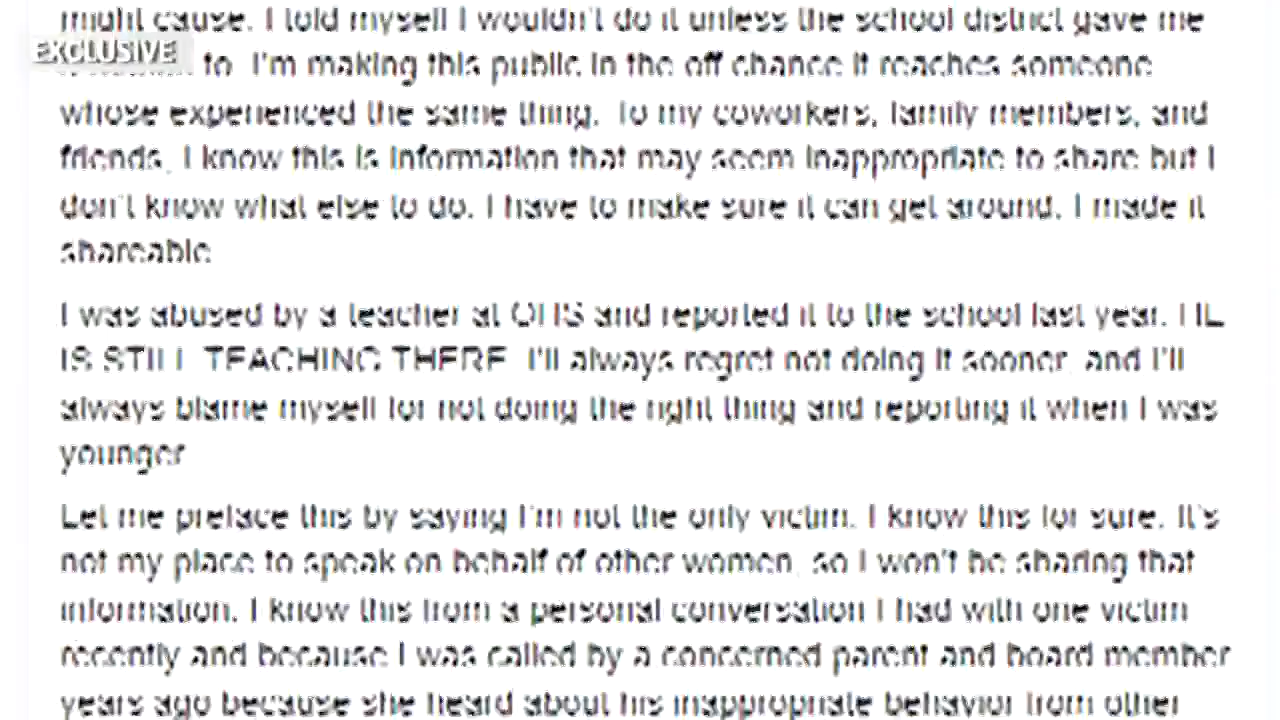 might cause. I told myself I wouldn't do it unless the school district gave me
EXCLUSIVE
to. I'm making this public in the off chance it reaches someone
whose experienced the same thing. To my coworkers, family members, and
friends, I know this is information that may seem inappropriate to share but I
don't know what else to do. I have to make sure it can get around. I made it
shareable.
I was abused by a teacher at OHS and reported it to the school last year. HE
IS STILL TEACHING THERE. I'll always regret not doing it sooner, and I'll
always blame myself for not doing the right thing and reporting it when I was
younger.
Let me preface this by saying I'm not the only victim. I know this for sure. It's
not my place to speak on behalf of other women, so I won't be sharing that
information. I know this from a personal conversation I had with one victim
recently and because I was called by a concerned parent and board member
years ago because she heard about his inappropriate behavior from other